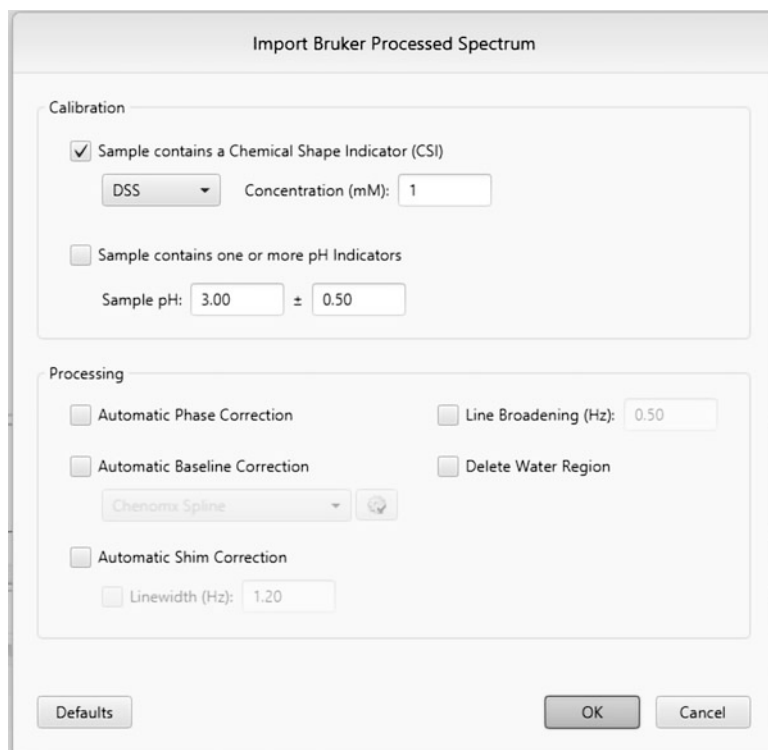 Import Bruker Processed Spectrum
Calibration
Sample contains a Chemical Shape Indicator (CSI)
DSS Concentration (mM): 1
Sample contains one or more pH Indicators
Sample pH: 3.00 ± 0.50
Processing
Automatic Phase Correction Line Broadening (Hz): 0.50
Automatic Baseline Correction Delete Water Region
Chenomx Spline
Automatic Shim Correction
Linewidth (Hz): 1.20
Defaults OK Cancel